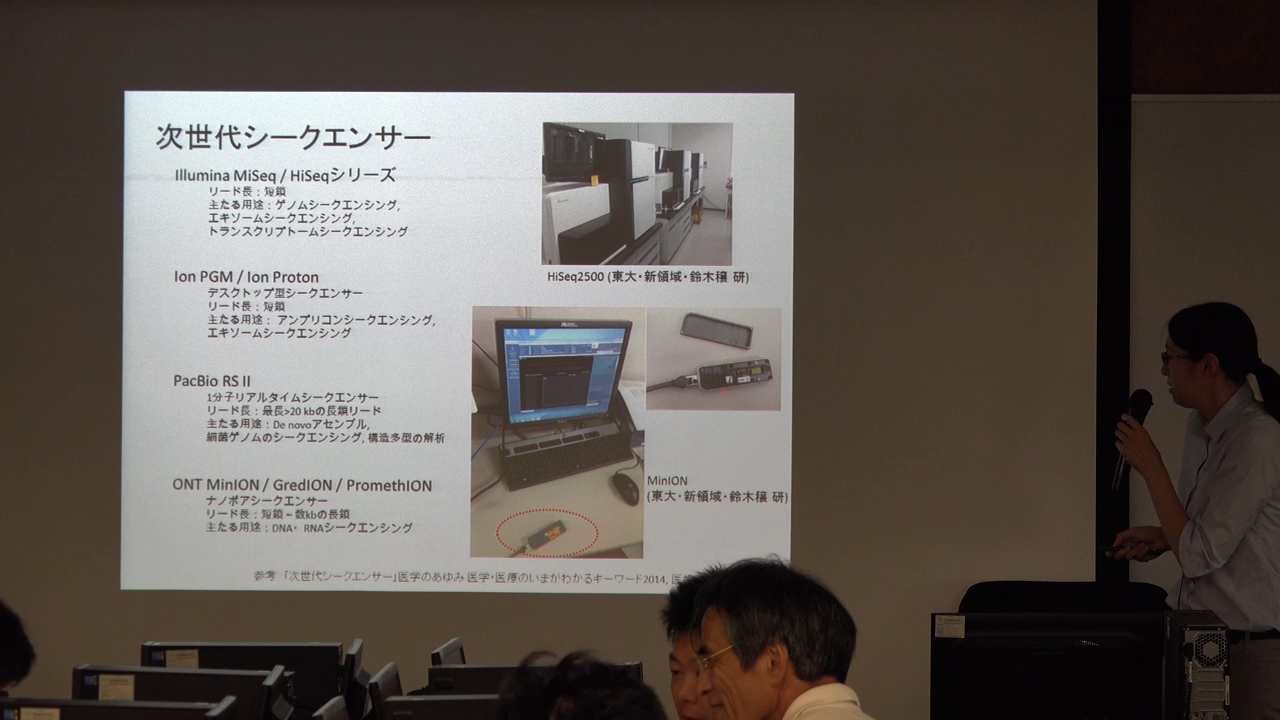 次世代シークエンサー
Illumina MiSeq / HiSeqシリーズ
リード長：短鎖
主たる用途：ゲノムシークエンシング,
エキソームシークエンシング,
トランスクリプトームシークエンシング
HiSeq2500 (東大・新領域・鈴木穣 研)
Ion PGM / Ion Proton
デスクトップ型シークエンサー
リード長：短鎖
主たる用途： アンプリコンシークエンシング,
エキソームシークエンシング
PacBio RS II
1分子リアルタイムシークエンサー
リード長：最長>20 kbの長鎖リード
主たる用途：De novoアセンブル,
細菌ゲノムのシークエンシング, 構造多型の解析
ONT MinION / GredION / PromethION
ナノポアシークエンサー
リード長：短鎖～数kbの長鎖
主たる用途：DNA・ RNAシークエンシング
MinION
(東大・新領域・鈴木穣 研)
参考 「次世代シークエンサー」医学のあゆみ 医学・医療のいまがわかるキーワード2014,